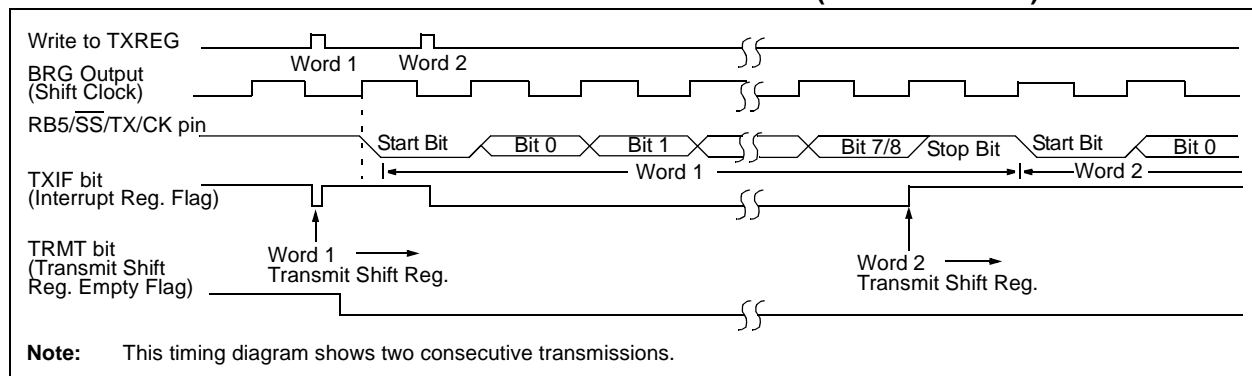 Write to TXREG
Word 1 Word 2
BRG Output
(Shift Clock)
RB5/SS/TX/CK pin
Start Bit Bit 0 Bit 1 Bit 7/8 Stop Bit Start Bit Bit 0
Word 1 Word 2
TXIF bit
(Interrupt Reg. Flag)
Word 1
Transmit Shift Reg.
Word 2
Transmit Shift Reg.
TRMT bit
(Transmit Shift
Reg. Empty Flag)
Note: This timing diagram shows two consecutive transmissions.